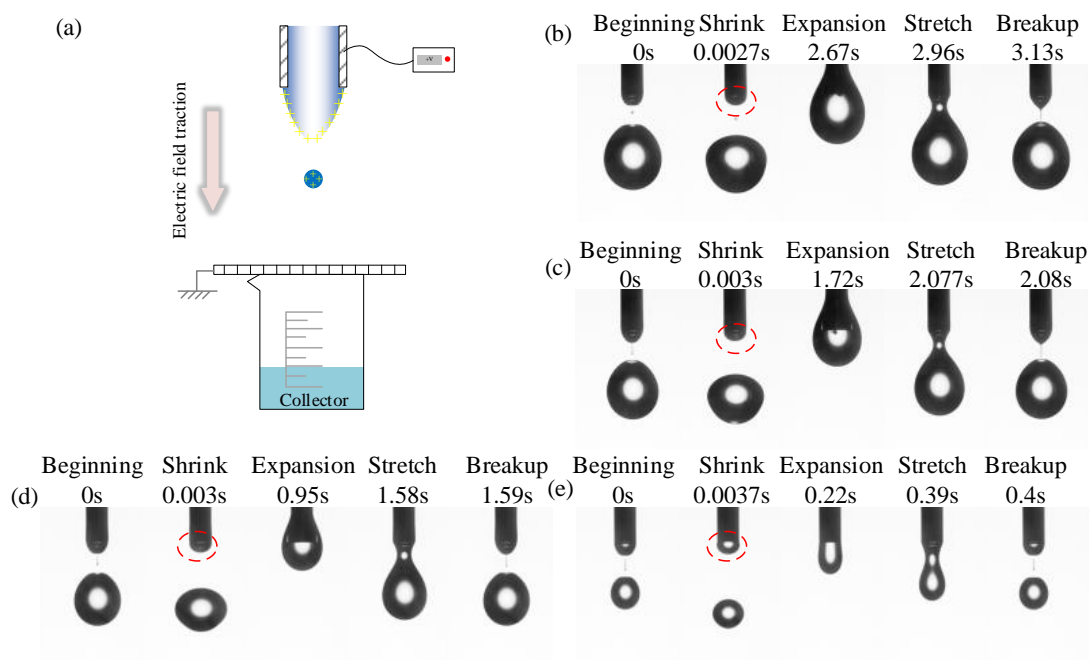 (a)
+V
Electric field traction
Collector
(b)
Beginning Shrink Expansion Stretch Breakup
0s 0.0027s 2.67s 2.96s 3.13s
(c)
Beginning Shrink Expansion Stretch Breakup
0s 0.003s 1.72s 2.077s 2.08s
(d)
Beginning Shrink Expansion Stretch Breakup
0s 0.003s 0.95s 1.58s 1.59s
(e)
Beginning Shrink Expansion Stretch Breakup
0s 0.0037s 0.22s 0.39s 0.4s